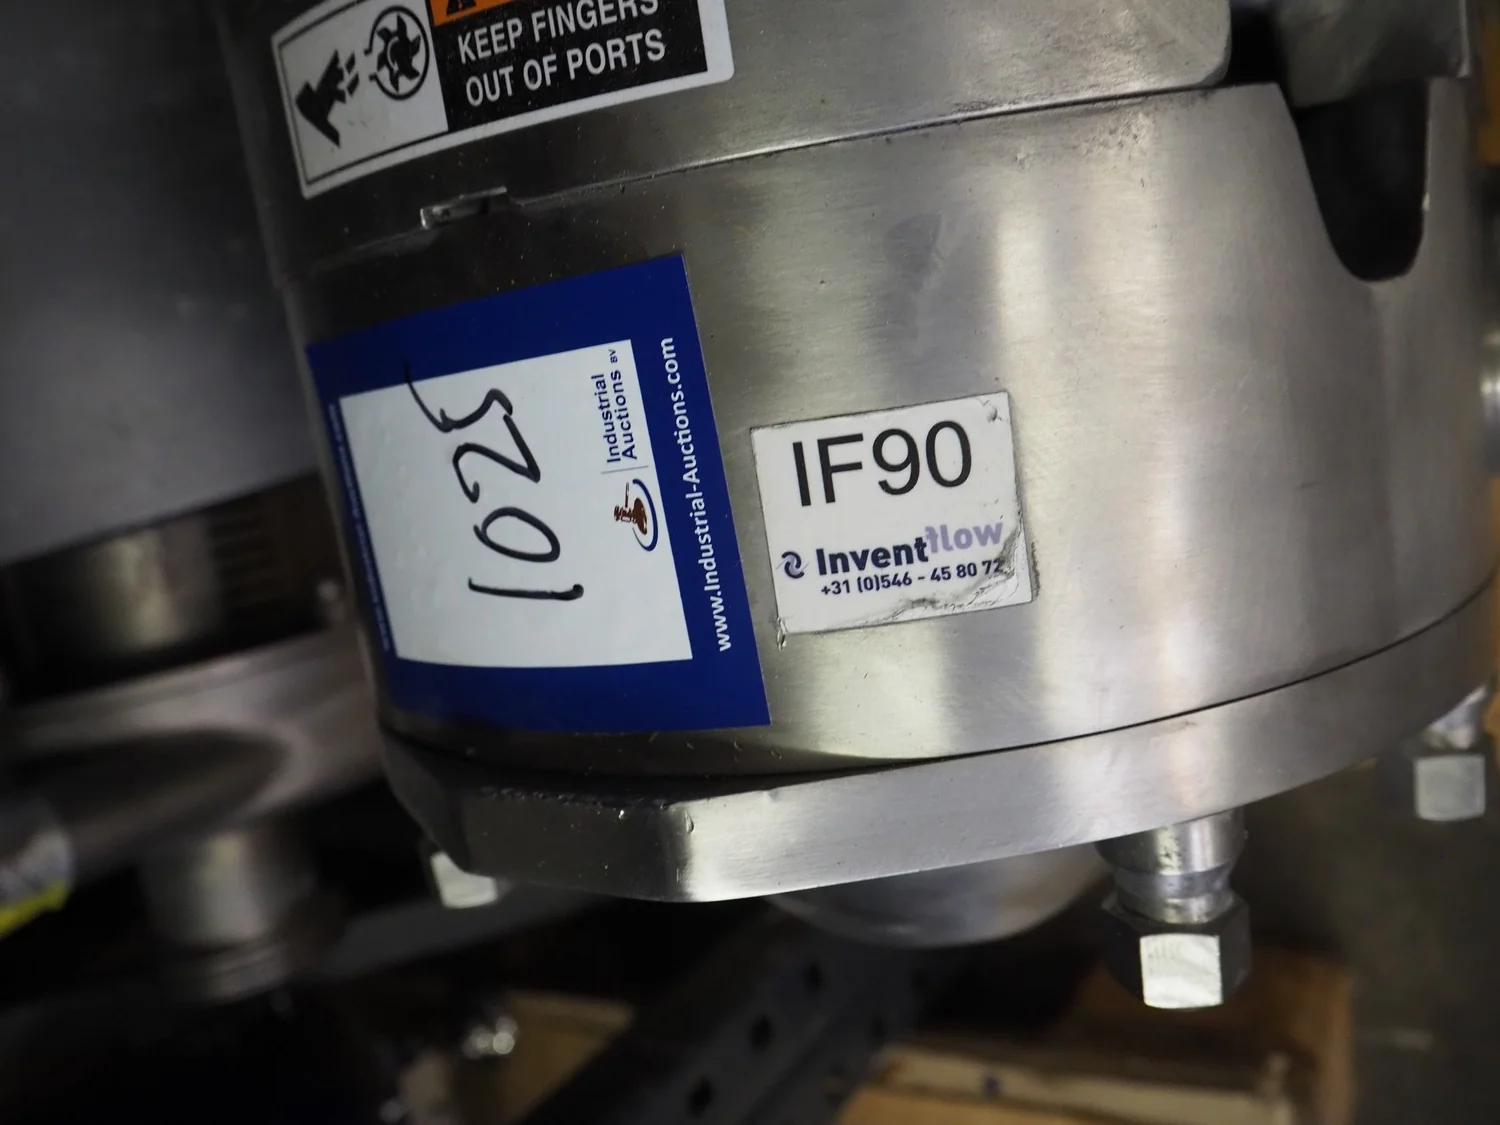 KEEP FINGERS
OUT OF PORTS
1025
Industrial
Auctions BV
www.Industrial-Auctions.com
IF90
Inventflow
+31 (0)546 - 45 80 72